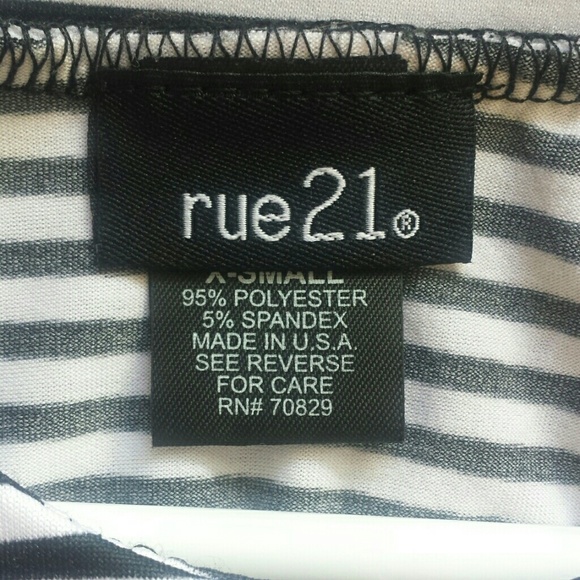 rue21®
X-SMALL
95% POLYESTER
5% SPANDEX
MADE IN U.S.A.
SEE REVERSE
FOR CARE
RN# 70829